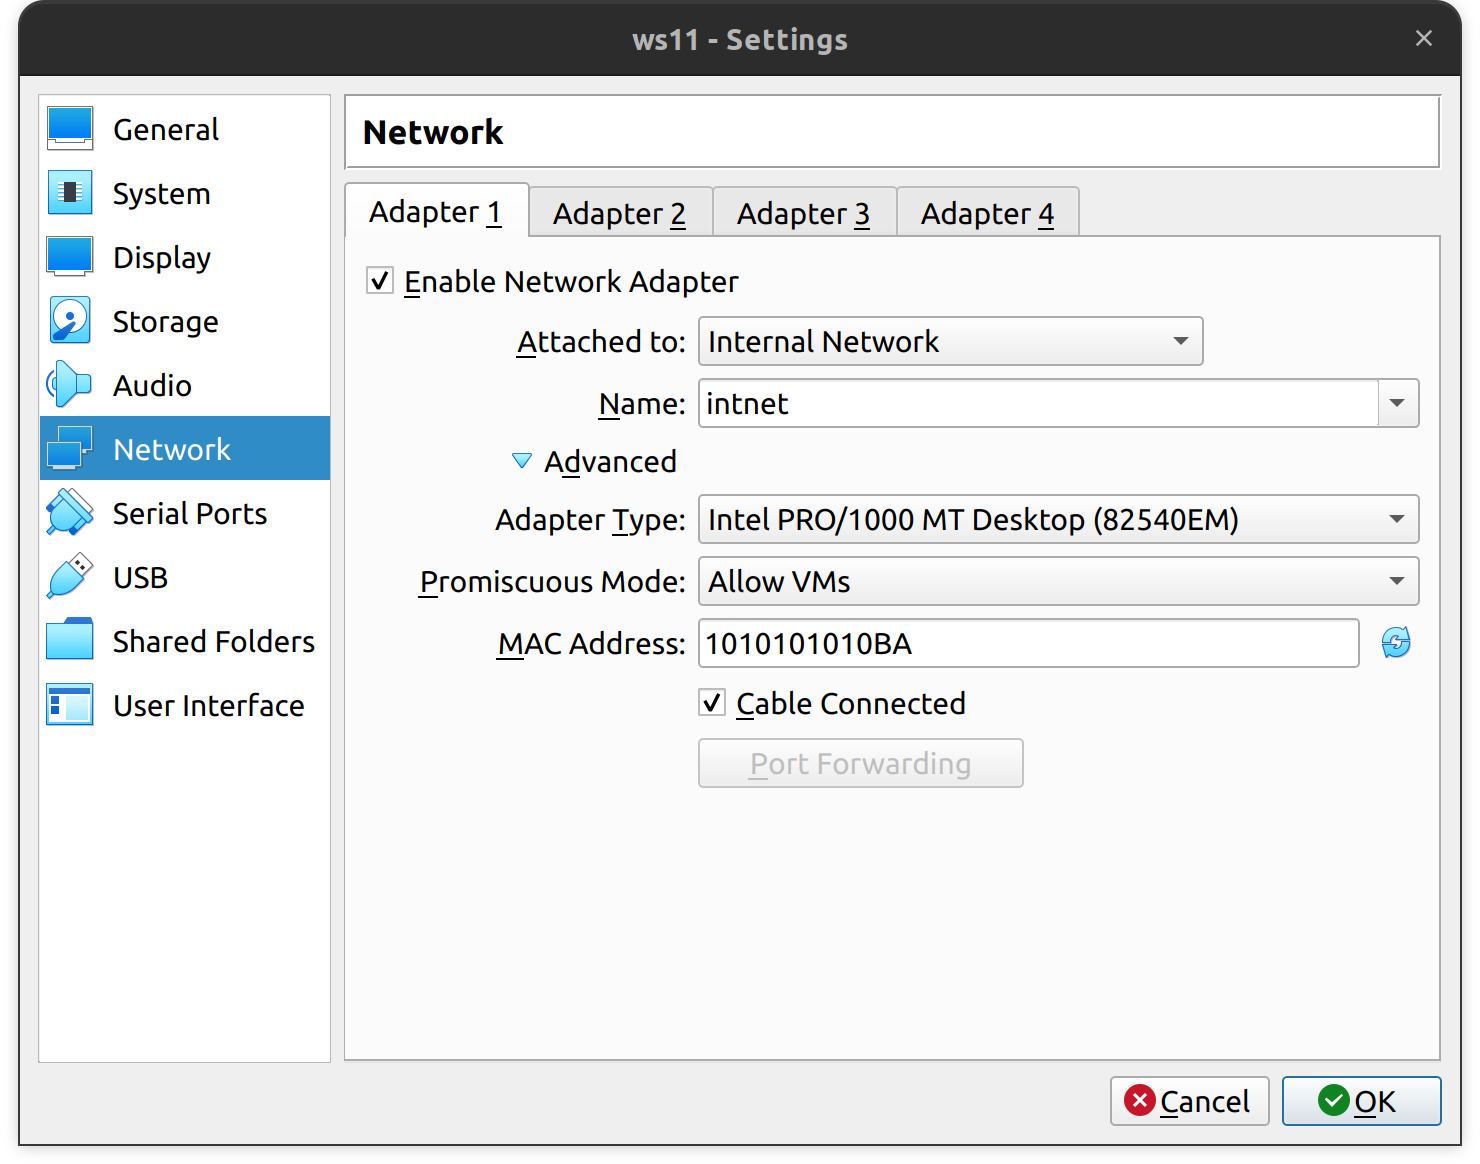 ws11 - Settings
General
System
Display
Storage
Audio
Network
Serial Ports
USB
Shared Folders
User Interface
Network
Adapter 1
Adapter 2
Adapter 3
Adapter 4
Enable Network Adapter
Attached to: Internal Network
Name: intnet
Advanced
Adapter Type: Intel PRO/1000 MT Desktop (82540EM)
Promiscuous Mode: Allow VMs
MAC Address: 1010101010BA
Cable Connected
Port Forwarding
Cancel
OK